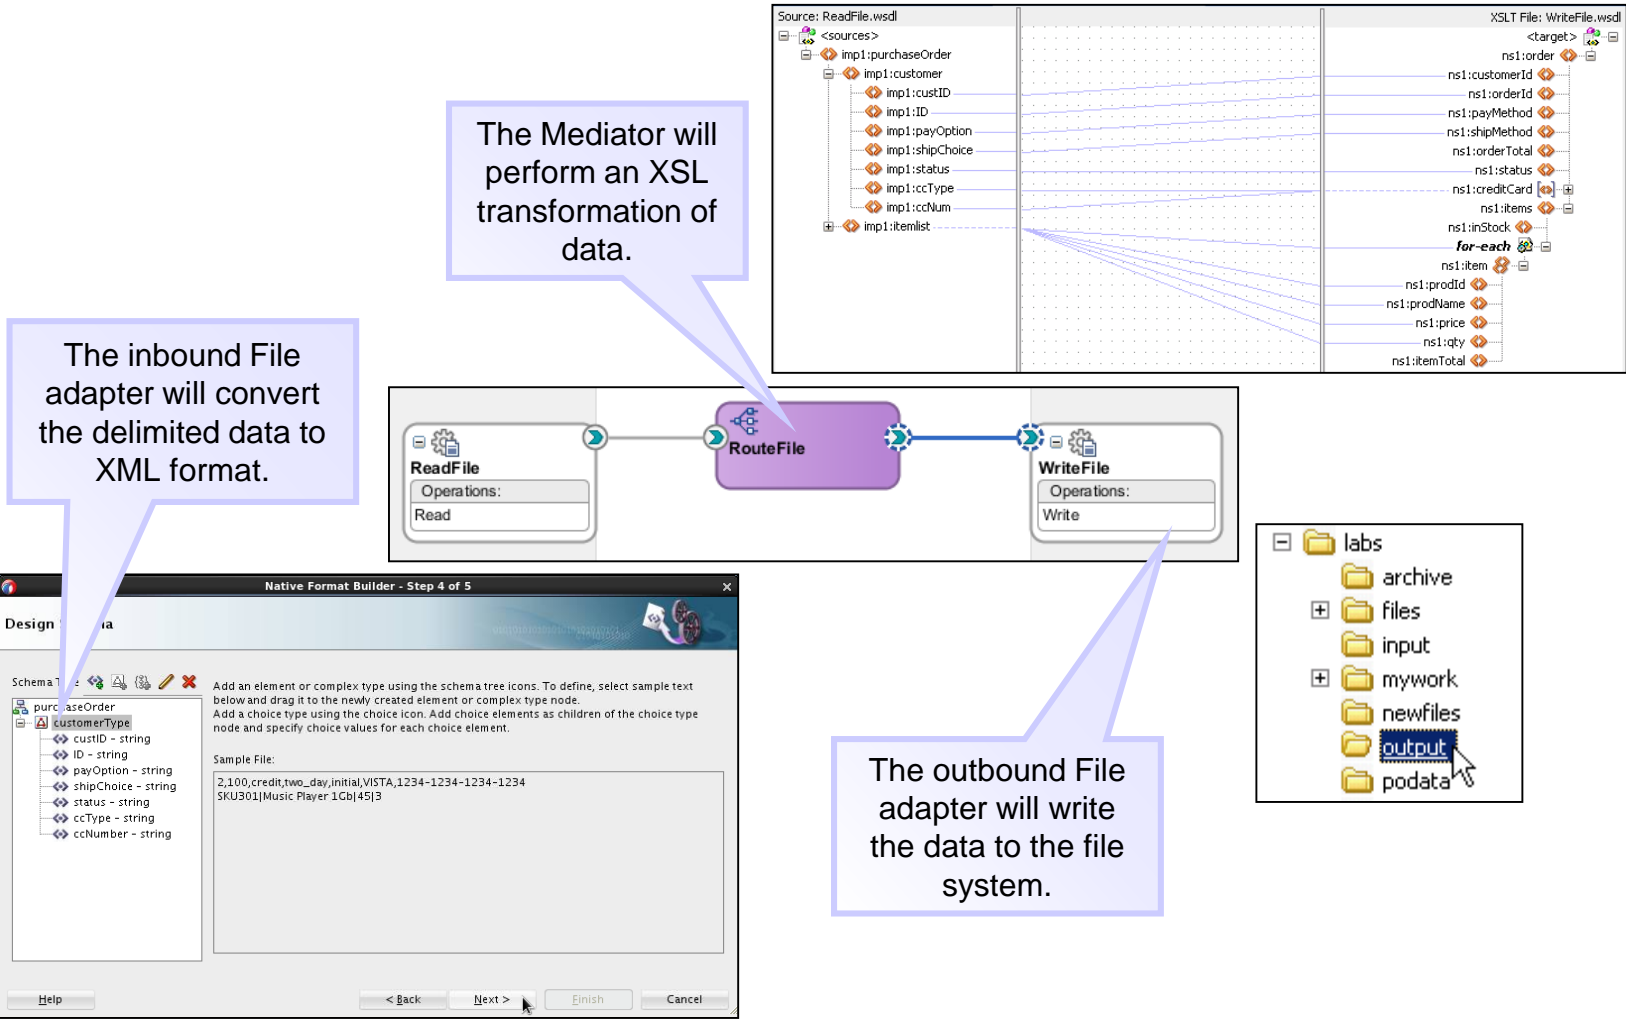 Source: ReadFile.wsdl
XSLT File: WriteFile.wsdl
<sources>
imp1:purchaseOrder
imp1:customer
imp1:custID
imp1:ID
imp1:payOption
imp1:shipChoice
imp1:status
imp1:ccType
imp1:ccNum
imp1:itemlist
<target>
ns1:order
ns1:customerId
ns1:orderId
ns1:payMethod
ns1:shipMethod
ns1:orderTotal
ns1:status
ns1:creditCard
ns1:items
ns1:inStock
for-each
ns1:item
ns1:prodId
ns1:prodName
ns1:price
ns1:qty
ns1:itemTotal
The Mediator will
perform an XSL
transformation of
data.
The inbound File
adapter will convert
the delimited data to
XML format.
ReadFile
Operations:
Read
RouteFile
WriteFile
Operations:
Write
labs
archive
files
input
mywork
newfiles
output
podata
Native Format Builder - Step 4 of 5
Design
Schema
purchaseOrder
customerType
custID - string
ID - string
payOption - string
shipChoice - string
status - string
ccType - string
ccNumber - string
Add an element or complex type using the schema tree icons. To define, select sample text
below and drag it to the newly created element or complex type node.
Add a choice type using the choice icon. Add choice elements as children of the choice type
node and specify choice values for each choice element.
Sample File:
2,100,credit,two_day,initial,VISTA,1234-1234-1234-1234
SKU301|Music Player 1Gb|45|3
Help
< Back
Next >
Finish
Cancel
The outbound File
adapter will write
the data to the file
system.